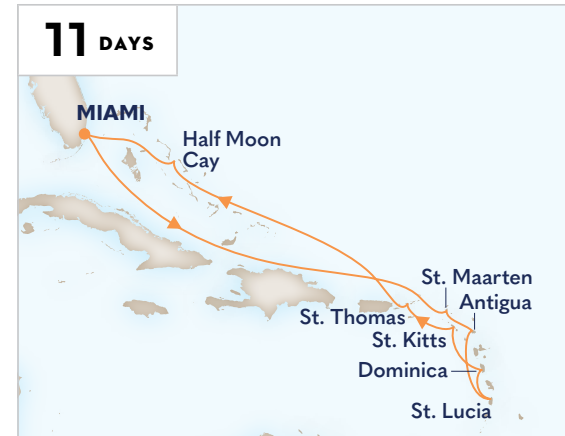 11 DAYS
MIAMI
Half Moon
Cay
St. Maarten
Antigua
St. Thomas
St. Kitts
Dominica
St. Lucia